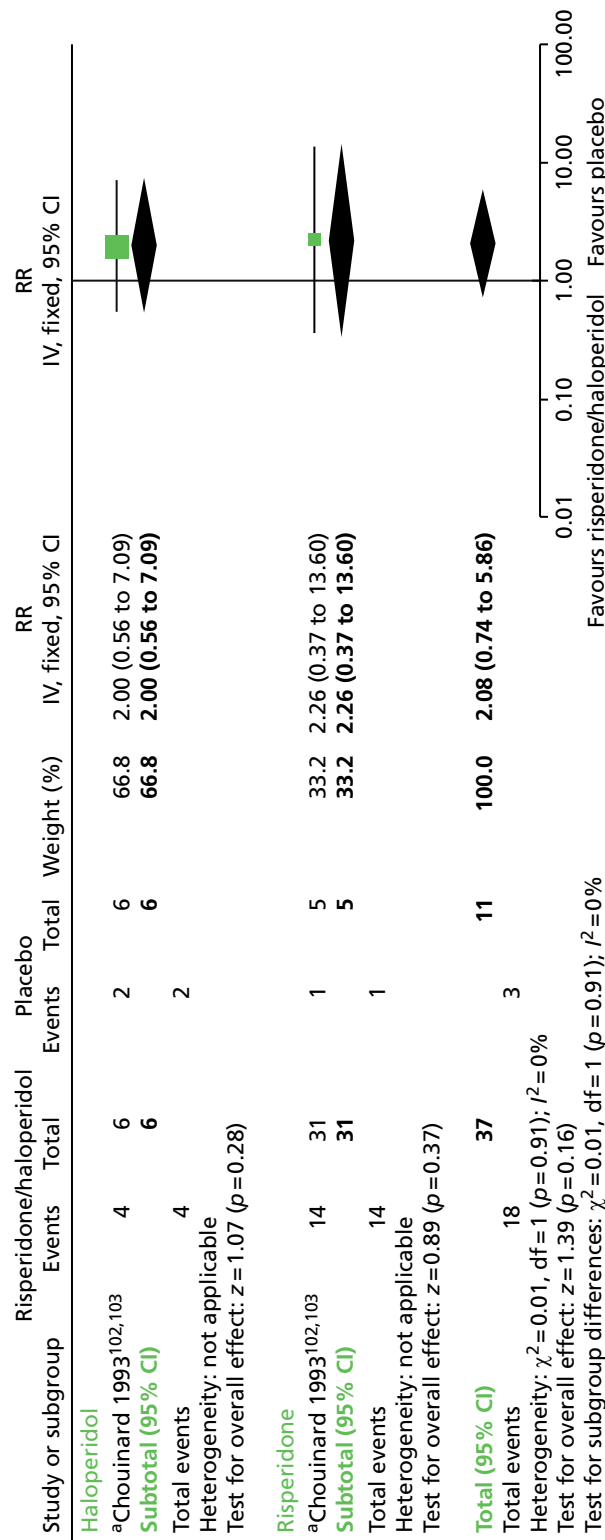 Risperidone/haloperidol Placebo RR RR
Study or subgroup Events Total Events Total Weight (%) IV, fixed, 95% CI IV, fixed, 95% CI
Haloperidol
ᵃChouinard 1993¹⁰²,¹⁰³ 4 6 2 6 66.8 2.00 (0.56 to 7.09)
Subtotal (95% CI) 6 6 66.8 2.00 (0.56 to 7.09)
Total events 4 2
Heterogeneity: not applicable
Test for overall effect: z=1.07 (p=0.28)
Risperidone
ᵃChouinard 1993¹⁰²,¹⁰³ 14 31 1 5 33.2 2.26 (0.37 to 13.60)
Subtotal (95% CI) 31 5 33.2 2.26 (0.37 to 13.60)
Total events 14 1
Heterogeneity: not applicable
Test for overall effect: z=0.89 (p=0.37)
Total (95% CI) 37 11 100.0 2.08 (0.74 to 5.86)
Total events 18 3
Heterogeneity: χ²=0.01, df=1 (p=0.91); I²=0%
Test for overall effect: z=1.39 (p=0.16)
Test for subgroup differences: χ²=0.01, df=1 (p=0.91); I²=0%
0.01 0.10 1.00 10.00 100.00
Favours risperidone/haloperidol Favours placebo